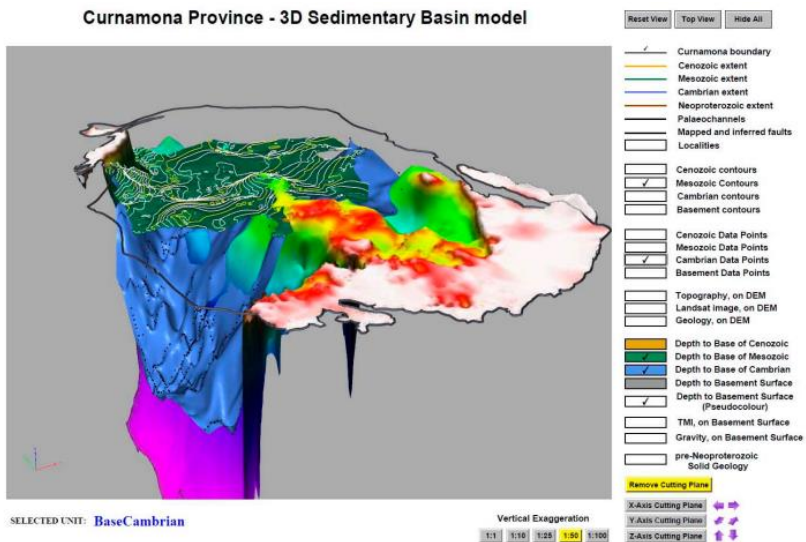 Curnamona Province - 3D Sedimentary Basin model
Reset View
Top View
Hide All
Curnamona boundary
Cenozoic extent
Mesozoic extent
Cambrian extent
Neoproterozoic extent
Palaeochannels
Mapped and inferred faults
Localities
Cenozoic contours
Mesozoic Contours
Cambrian contours
Basement contours
Cenozoic Data Points
Mesozoic Data Points
Cambrian Data Points
Basement Data Points
Topography, on DEM
Landsat image, on DEM
Geology, on DEM
Depth to Base of Cenozoic
Depth to Base of Mesozoic
Depth to Base of Cambrian
Depth to Basement Surface
Depth to Basement Surface
(Pseudocolour)
TMI, on Basement Surface
Gravity, on Basement Surface
pre-Neoproterozoic
Solid Geology
Remove Cutting Plane
X-Axis Cutting Plane
Y-Axis Cutting Plane
Z-Axis Cutting Plane
SELECTED UNIT: BaseCambrian
Vertical Exaggeration
1:1 1:10 1:25 1:50 1:100